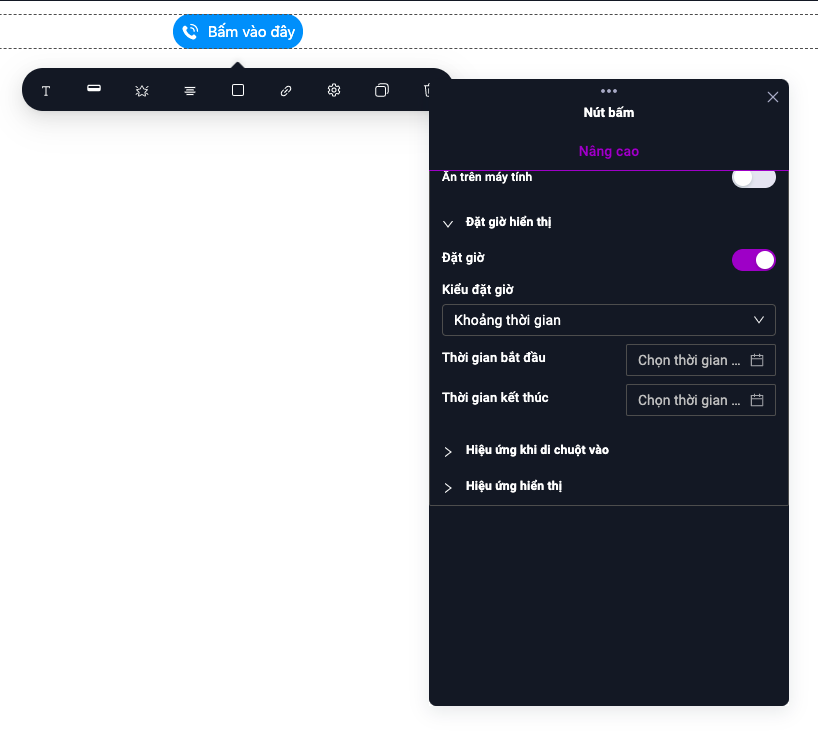 Bấm vào đây
T
Nút bấm
Nâng cao
Ẩn trên máy tính
Đặt giờ hiển thị
Đặt giờ
Kiểu đặt giờ
Khoảng thời gian
Thời gian bắt đầu
Chọn thời gian ...
Thời gian kết thúc
Chọn thời gian ...
Hiệu ứng khi di chuột vào
Hiệu ứng hiển thị